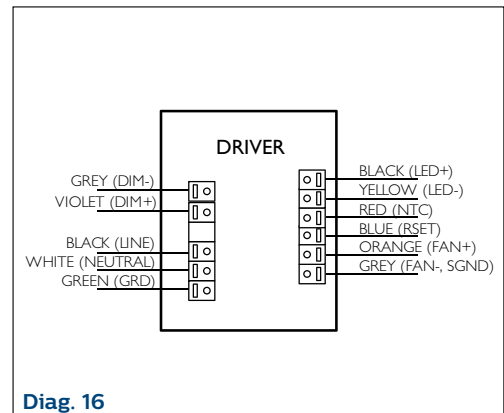 DRIVER
GREY (DIM-)
VIOLET (DIM+)
BLACK (LINE)
WHITE (NEUTRAL)
GREEN (GRD)
BLACK (LED+)
YELLOW (LED-)
RED (NTC)
BLUE (RSET)
ORANGE (FAN+)
GREY (FAN-, SGND)
Diag. 16